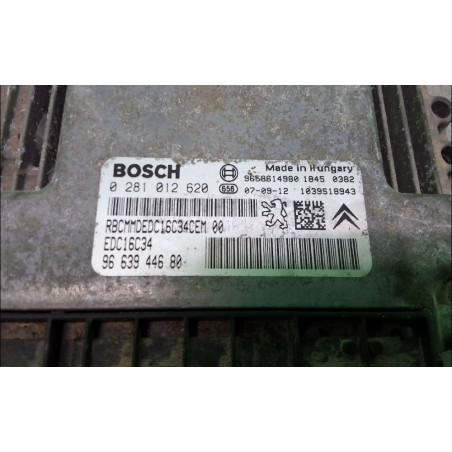 BOSCH
Made in Hungary
9658614980 1845 0382
0 281 012 620
658 07-09-12 1039518943
RBCMMDEDC16C34CEM 00
EDC16C34
96 639 446 80